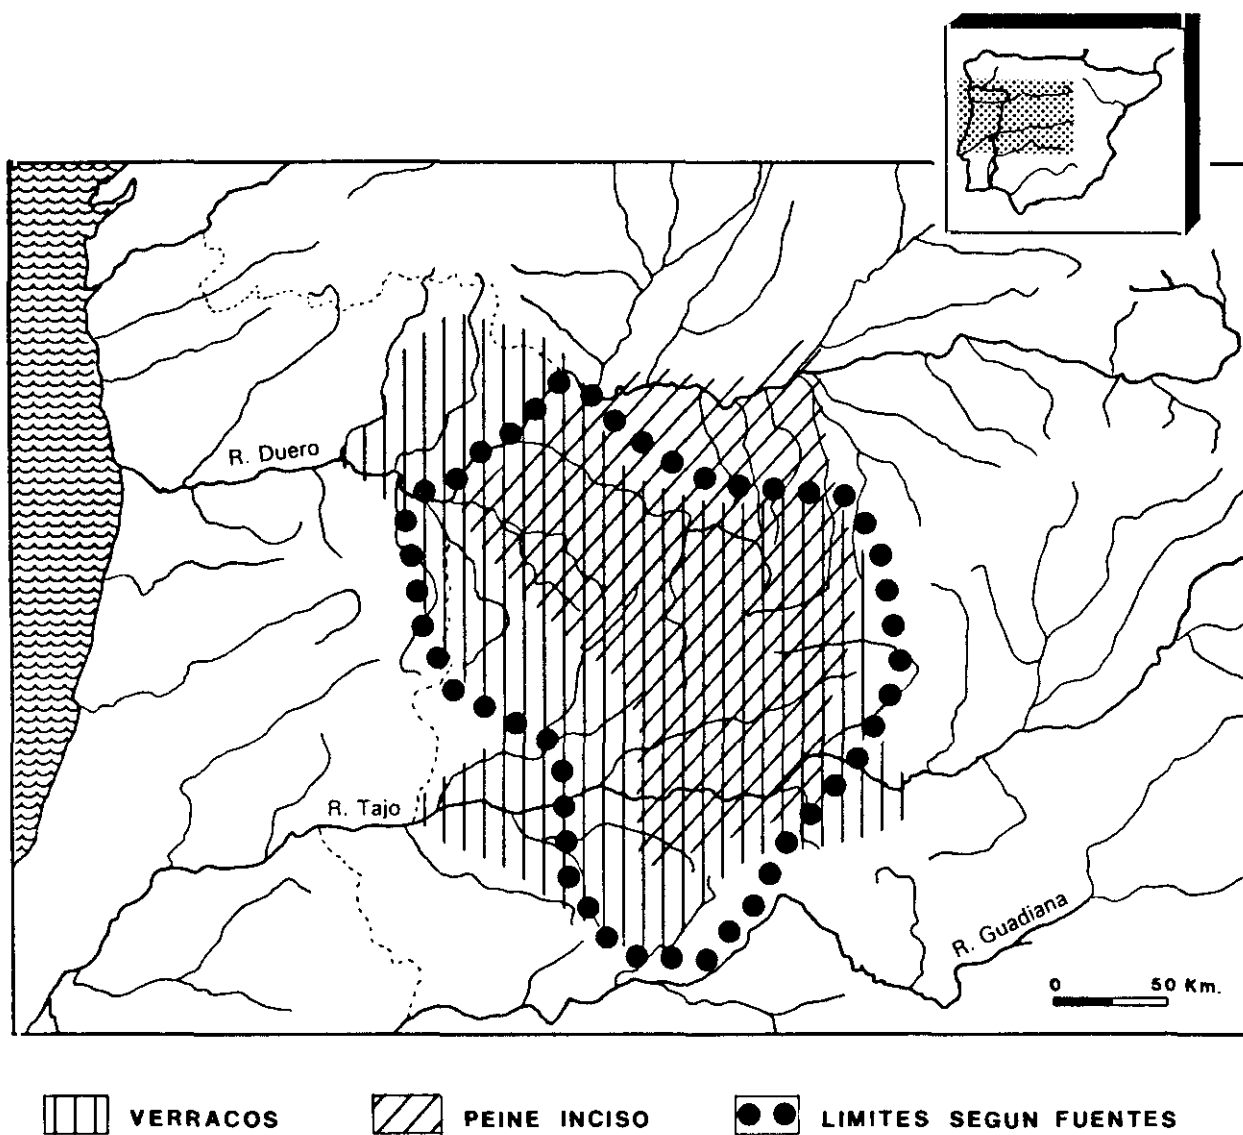 R. Duero
R. Tajo
R. Guadiana
0 50 Km.
VERRACOS PEINE INCISO LIMITES SEGUN FUENTES